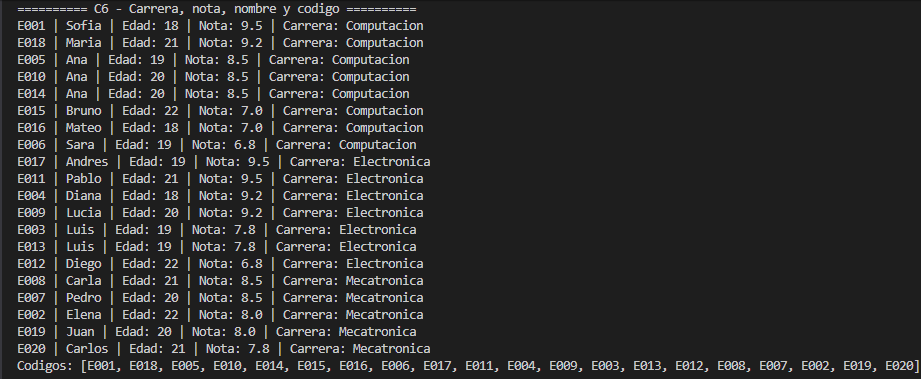 ========== C6 - Carrera, nota, nombre y codigo ==========
E001 | Sofia | Edad: 18 | Nota: 9.5 | Carrera: Computacion
E018 | Maria | Edad: 21 | Nota: 9.2 | Carrera: Computacion
E005 | Ana | Edad: 19 | Nota: 8.5 | Carrera: Computacion
E010 | Ana | Edad: 20 | Nota: 8.5 | Carrera: Computacion
E014 | Ana | Edad: 20 | Nota: 8.5 | Carrera: Computacion
E015 | Bruno | Edad: 22 | Nota: 7.0 | Carrera: Computacion
E016 | Mateo | Edad: 18 | Nota: 7.0 | Carrera: Computacion
E006 | Sara | Edad: 19 | Nota: 6.8 | Carrera: Computacion
E017 | Andres | Edad: 19 | Nota: 9.5 | Carrera: Electronica
E011 | Pablo | Edad: 21 | Nota: 9.5 | Carrera: Electronica
E004 | Diana | Edad: 18 | Nota: 9.2 | Carrera: Electronica
E009 | Lucia | Edad: 20 | Nota: 9.2 | Carrera: Electronica
E003 | Luis | Edad: 19 | Nota: 7.8 | Carrera: Electronica
E013 | Luis | Edad: 19 | Nota: 7.8 | Carrera: Electronica
E012 | Diego | Edad: 22 | Nota: 6.8 | Carrera: Electronica
E008 | Carla | Edad: 21 | Nota: 8.5 | Carrera: Mecatronica
E007 | Pedro | Edad: 20 | Nota: 8.5 | Carrera: Mecatronica
E002 | Elena | Edad: 22 | Nota: 8.0 | Carrera: Mecatronica
E019 | Juan | Edad: 20 | Nota: 8.0 | Carrera: Mecatronica
E020 | Carlos | Edad: 21 | Nota: 7.8 | Carrera: Mecatronica
Codigos: [E001, E018, E005, E010, E014, E015, E016, E006, E017, E011, E004, E009, E003, E013, E012, E008, E007, E002, E019, E020]